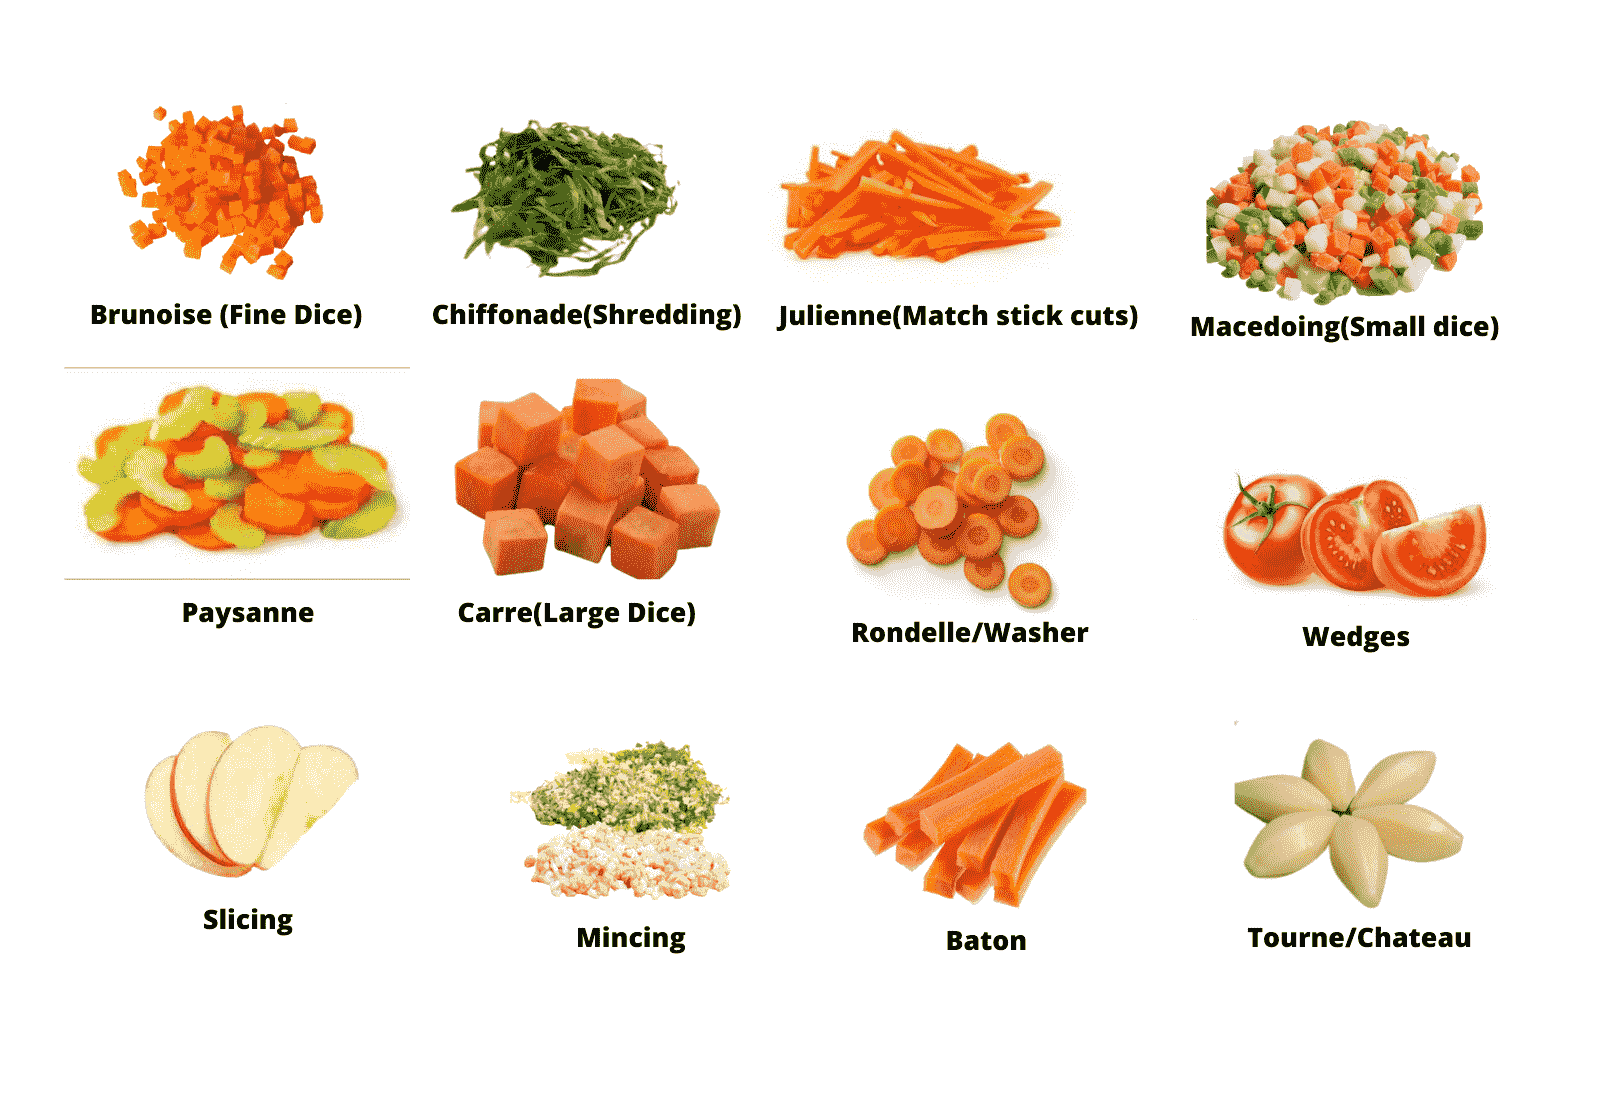 Brunoise (Fine Dice)
Chiffonade(Shredding)
Julienne(Match stick cuts)
Macedoing(Small dice)
Paysanne
Carre(Large Dice)
Rondelle/Washer
Wedges
Slicing
Mincing
Baton
Tourne/Chateau